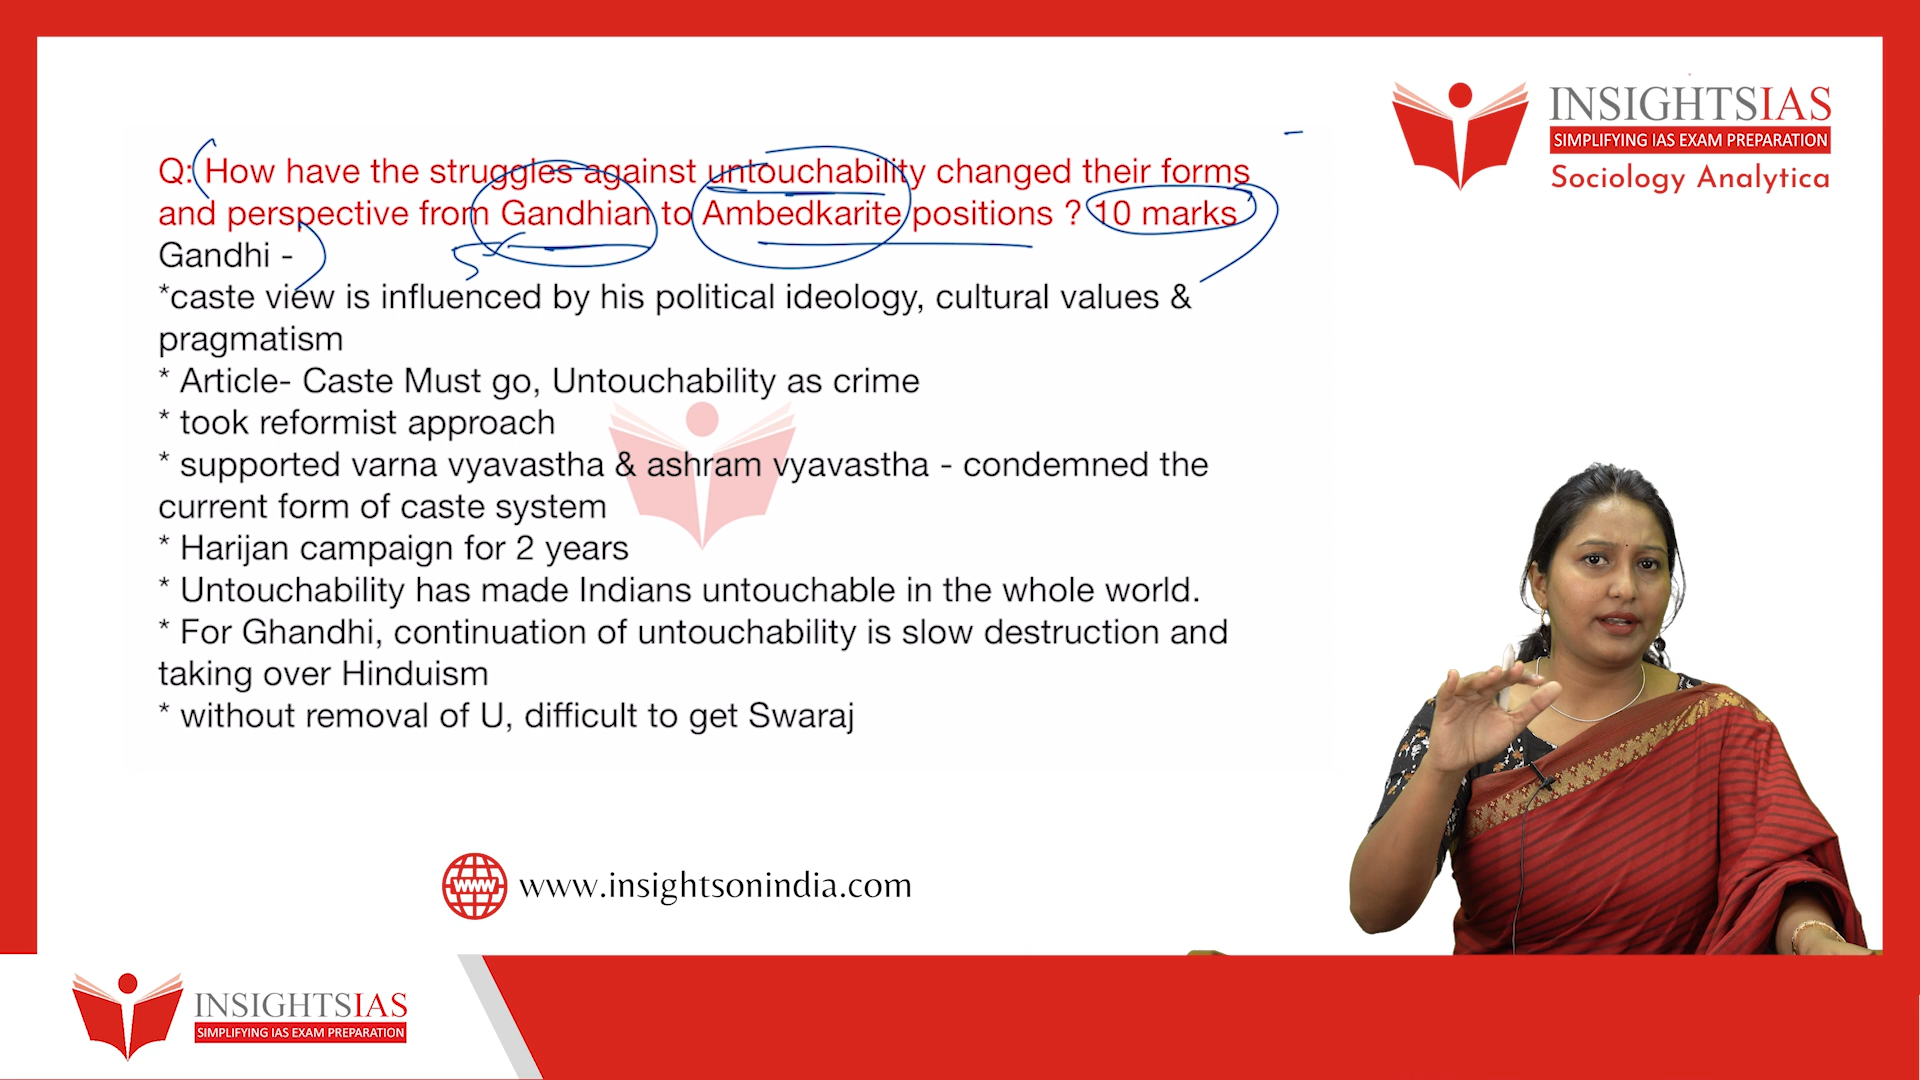 INSIGHTSIAS
SIMPLIFYING IAS EXAM PREPARATION
Sociology Analytica
Q: How have the struggles against untouchability changed their forms
and perspective from Gandhian to Ambedkarite positions ? 10 marks
Gandhi -
*caste view is influenced by his political ideology, cultural values &
pragmatism
* Article- Caste Must go, Untouchability as crime
* took reformist approach
* supported varna vyavastha & ashram vyavastha - condemned the
current form of caste system
* Harijan campaign for 2 years
* Untouchability has made Indians untouchable in the whole world.
* For Ghandhi, continuation of untouchability is slow destruction and
taking over Hinduism
* without removal of U, difficult to get Swaraj
www www.insightsonindia.com
INSIGHTSIAS
SIMPLIFYING IAS EXAM PREPARATION